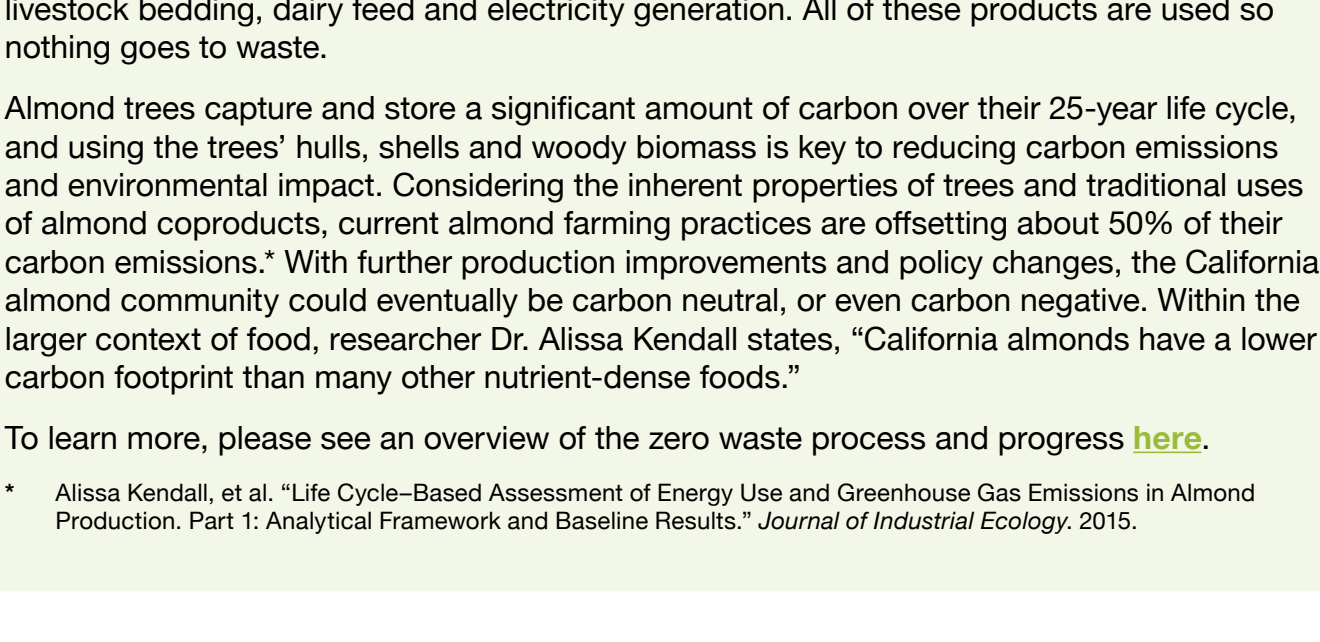 livestock bedding, dairy feed and electricity generation. All of these products are used so
nothing goes to waste.
Almond trees capture and store a significant amount of carbon over their 25-year life cycle,
and using the trees’ hulls, shells and woody biomass is key to reducing carbon emissions
and environmental impact. Considering the inherent properties of trees and traditional uses
of almond coproducts, current almond farming practices are offsetting about 50% of their
carbon emissions.* With further production improvements and policy changes, the California
almond community could eventually be carbon neutral, or even carbon negative. Within the
larger context of food, researcher Dr. Alissa Kendall states, “California almonds have a lower
carbon footprint than many other nutrient-dense foods.”
To learn more, please see an overview of the zero waste process and progress here.
* Alissa Kendall, et al. “Life Cycle–Based Assessment of Energy Use and Greenhouse Gas Emissions in Almond
Production. Part 1: Analytical Framework and Baseline Results.” Journal of Industrial Ecology. 2015.